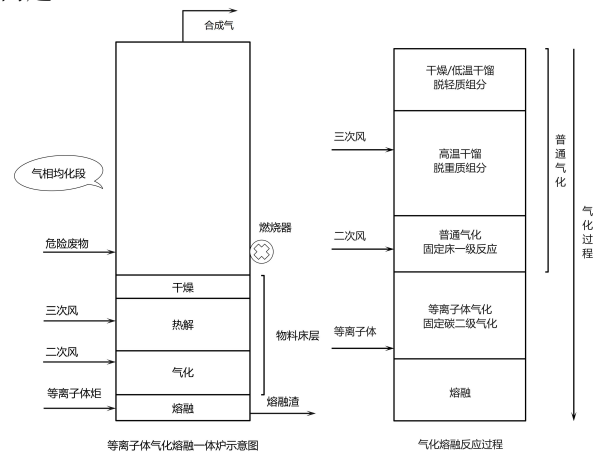 合成气
气相均化段
危险废物
燃烧器
干燥
三次风
热解
物料床层
二次风
气化
等离子体炬
熔融
熔融渣
等离子体气化熔融一体炉示意图
干燥/低温干馏
脱轻质组分
三次风
高温干馏
脱重质组分
普通气化
二次风
普通气化
固定床一级反应
气化过程
等离子体
等离子体气化
固定碳二级气化
熔融
气化熔融反应过程